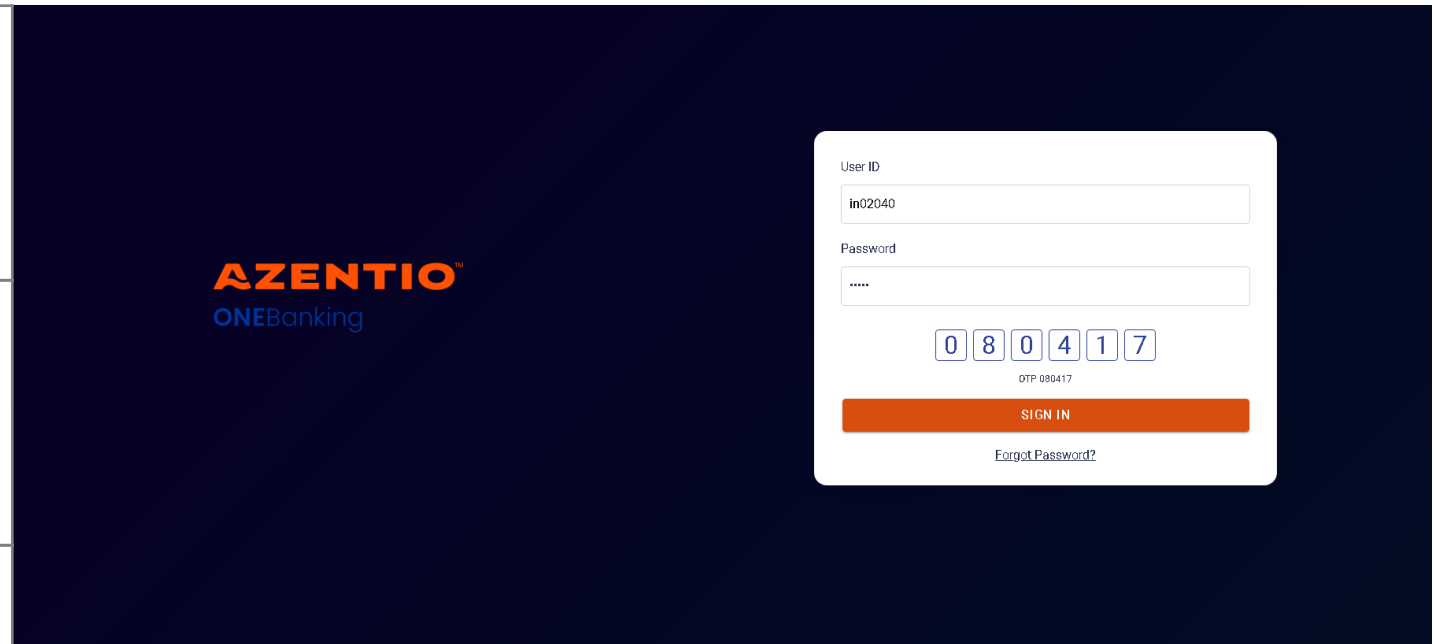 AZENTIO™
ONEBanking
User ID
in02040
Password
•••••
0 8 0 4 1 7
OTP 080417
SIGN IN
Forgot Password?